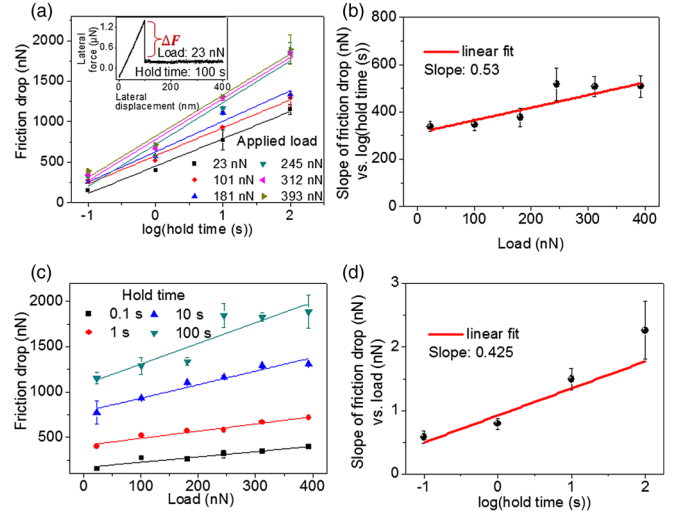 (a)
Friction drop (nN)
2000
1500
1000
500
0
-1
0
1
2
log(hold time (s))
Lateral
force (μN)
1.2
0.6
0.0
ΔF
Load: 23 nN
Hold time: 100 s
0
100
200
300
400
Lateral
displacement (nm)
Applied load
23 nN
245 nN
101 nN
312 nN
181 nN
393 nN
(b)
Slope of friction drop (nN)
vs. log(hold time (s))
800
600
400
200
0
0
100
200
300
400
Load (nN)
linear fit
Slope: 0.53
(c)
Friction drop (nN)
2000
1500
1000
500
0
100
200
300
400
Load (nN)
Hold time
0.1 s
10 s
1 s
100 s
(d)
Slope of friction drop (nN)
vs. load (nN)
3
2
1
0
-1
0
1
2
log(hold time (s))
linear fit
Slope: 0.425